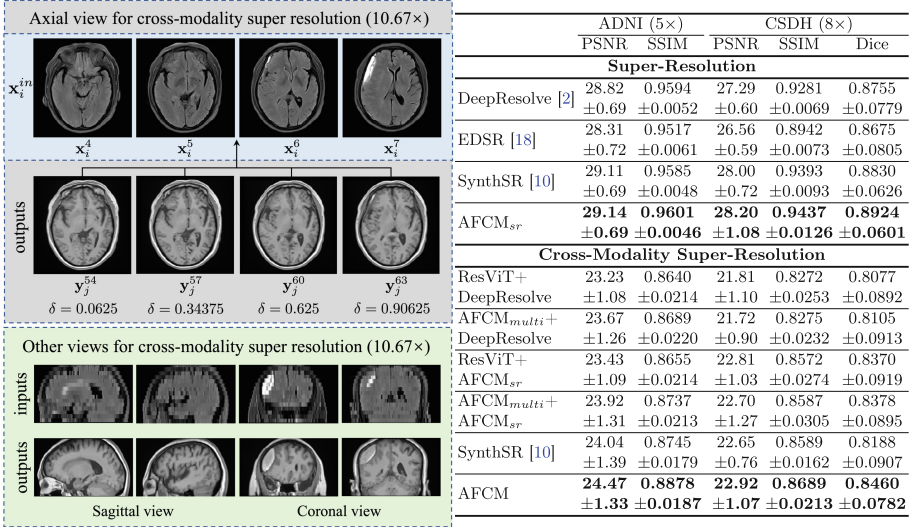 Axial view for cross-modality super resolution (10.67×)
x_i^in
x_i^4 x_i^5 x_i^6 x_i^7
outputs
y_j^54 y_j^57 y_j^60 y_j^63
δ = 0.0625 δ = 0.34375 δ = 0.625 δ = 0.90625
Other views for cross-modality super resolution (10.67×)
inputs
outputs
Sagittal view Coronal view
ADNI (5×) CSDH (8×)
PSNR SSIM PSNR SSIM Dice
Super-Resolution
DeepResolve [2] 28.82 0.9594 27.29 0.9281 0.8755
±0.69 ±0.0052 ±0.60 ±0.0069 ±0.0779
EDSR [18] 28.31 0.9517 26.56 0.8942 0.8675
±0.72 ±0.0061 ±0.59 ±0.0073 ±0.0805
SynthSR [10] 29.11 0.9585 28.00 0.9393 0.8830
±0.69 ±0.0048 ±0.72 ±0.0093 ±0.0626
AFCM_sr 29.14 0.9601 28.20 0.9437 0.8924
±0.69 ±0.0046 ±1.08 ±0.0126 ±0.0601
Cross-Modality Super-Resolution
ResViT+ 23.23 0.8640 21.81 0.8272 0.8077
DeepResolve ±1.08 ±0.0214 ±1.10 ±0.0253 ±0.0892
AFCM_multi+ 23.67 0.8689 21.72 0.8275 0.8105
DeepResolve ±1.26 ±0.0220 ±0.90 ±0.0232 ±0.0913
ResViT+ 23.43 0.8655 22.81 0.8572 0.8370
AFCM_sr ±1.09 ±0.0214 ±1.03 ±0.0274 ±0.0919
AFCM_multi+ 23.92 0.8737 22.70 0.8587 0.8378
AFCM_sr ±1.31 ±0.0213 ±1.27 ±0.0305 ±0.0895
SynthSR [10] 24.04 0.8745 22.65 0.8589 0.8188
±1.39 ±0.0179 ±0.76 ±0.0162 ±0.0907
AFCM 24.47 0.8878 22.92 0.8689 0.8460
±1.33 ±0.0187 ±1.07 ±0.0213 ±0.0782